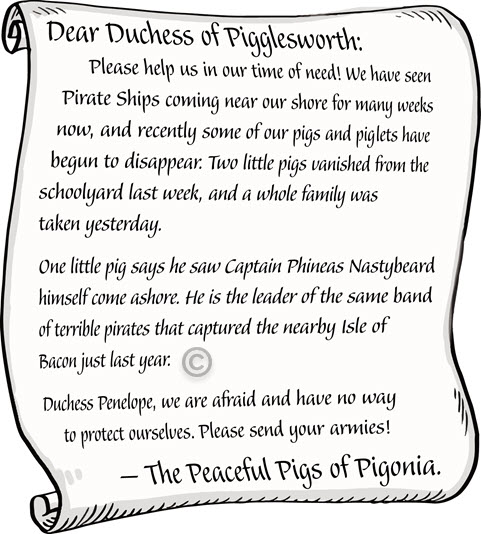 Dear Duchess of Pigglesworth:
Please help us in our time of need! We have seen
Pirate Ships coming near our shore for many weeks
now, and recently some of our pigs and piglets have
begun to disappear. Two little pigs vanished from the
schoolyard last week, and a whole family was
taken yesterday.
One little pig says he saw Captain Phineas Nastybeard
himself come ashore. He is the leader of the same band
of terrible pirates that captured the nearby Isle of
Bacon just last year. ©
Duchess Penelope, we are afraid and have no way
to protect ourselves. Please send your armies!
– The Peaceful Pigs of Pigonia.